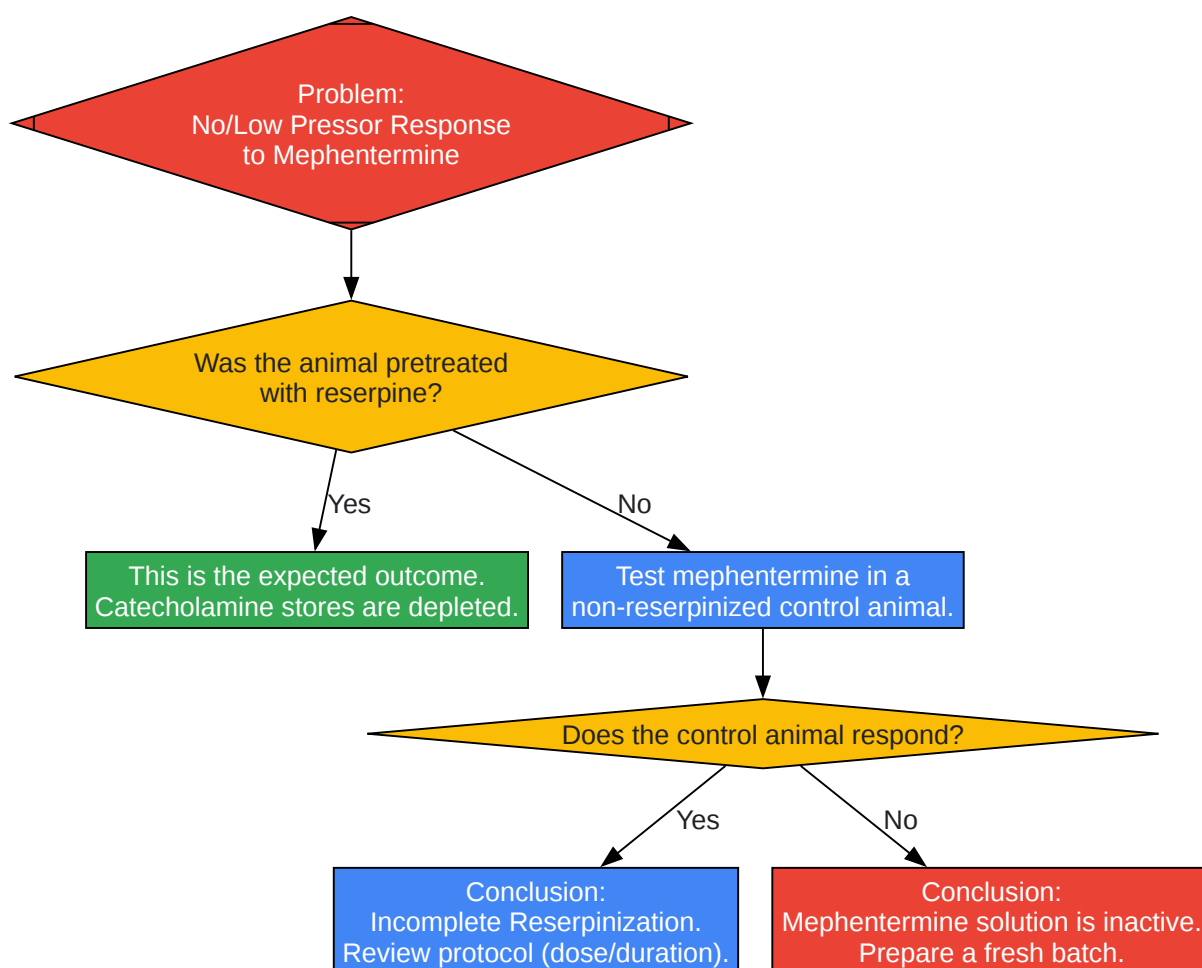 Problem:
No/Low Pressor Response
to Mephentermine
Was the animal pretreated
with reserpine?
Yes
No
This is the expected outcome.
Catecholamine stores are depleted.
Test mephentermine in a
non-reserpinized control animal.
Does the control animal respond?
Yes
No
Conclusion:
Incomplete Reserpinization.
Review protocol (dose/duration).
Conclusion:
Mephentermine solution is inactive.
Prepare a fresh batch.